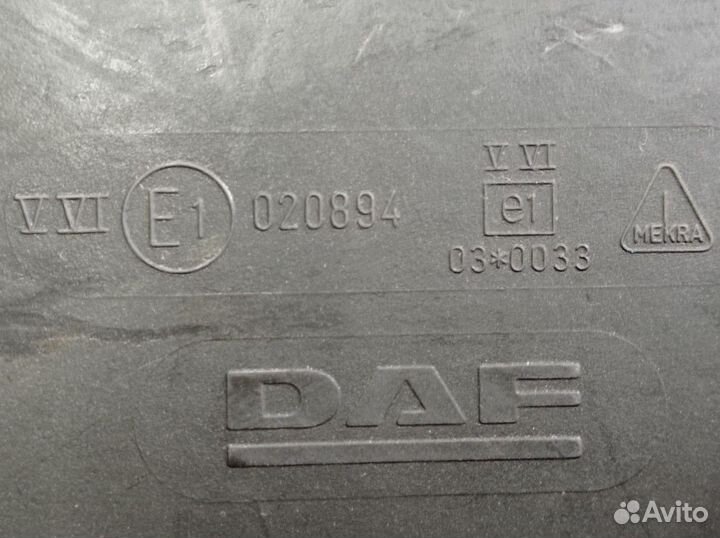 V VI E1 020894
V VI
e1
03*0033
MEKRA
DAF
Avito